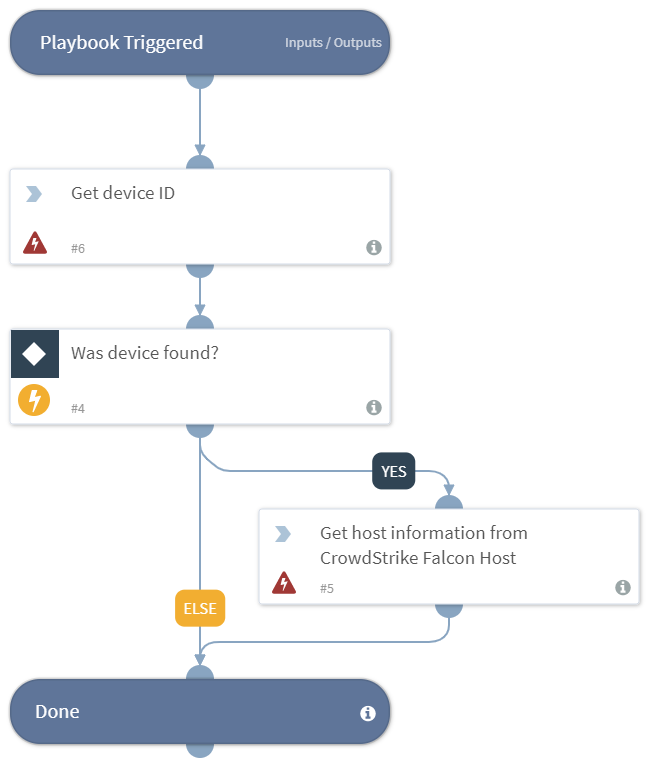 Playbook Triggered
Inputs / Outputs
Get device ID
#6
Was device found?
#4
YES
Get host information from
CrowdStrike Falcon Host
#5
ELSE
Done